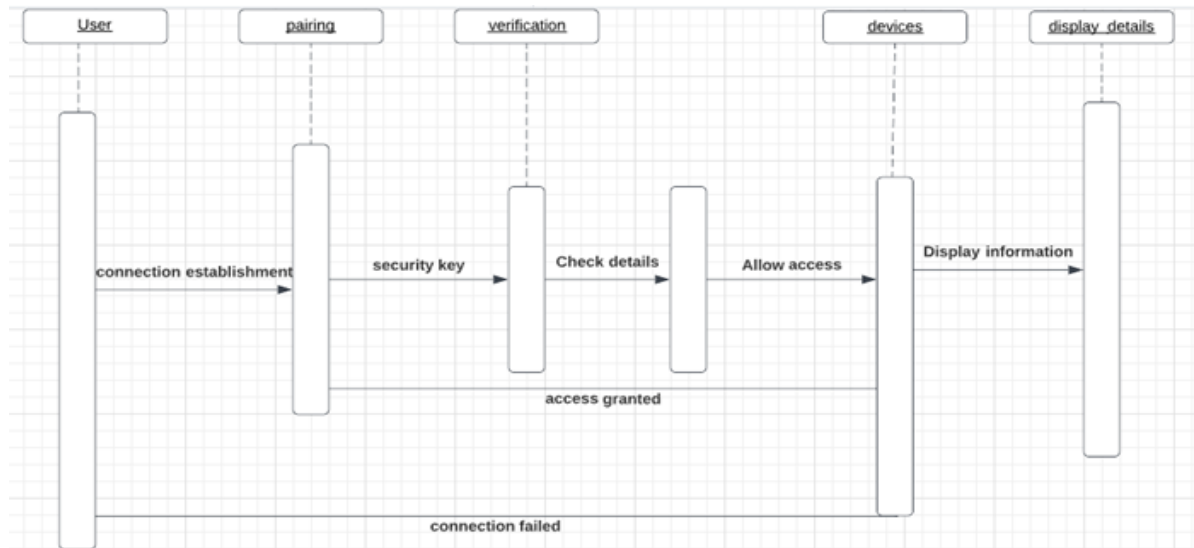 User
pairing
verification
devices
display_details
connection establishment
security key
Check details
Allow access
Display information
access granted
connection failed